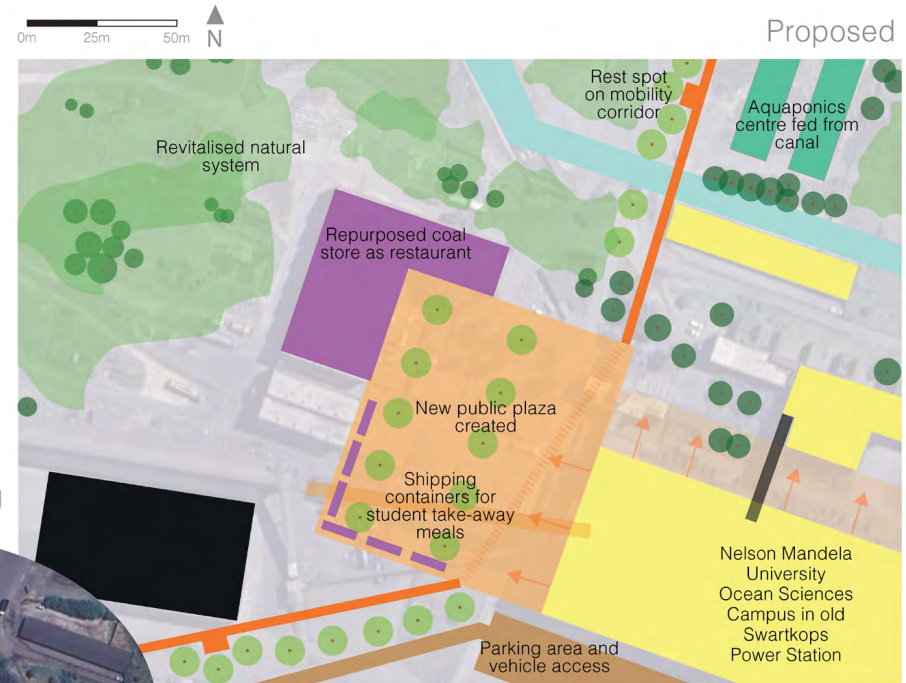 0m 25m 50m
N
Proposed
Rest spot
on mobility
corridor
Aquaponics
centre fed from
canal
Revitalised natural
system
Repurposed coal
store as restaurant
New public plaza
created
Shipping
containers for
student take-away
meals
Nelson Mandela
University
Ocean Sciences
Campus in old
Swartkops
Power Station
Parking area and
vehicle access